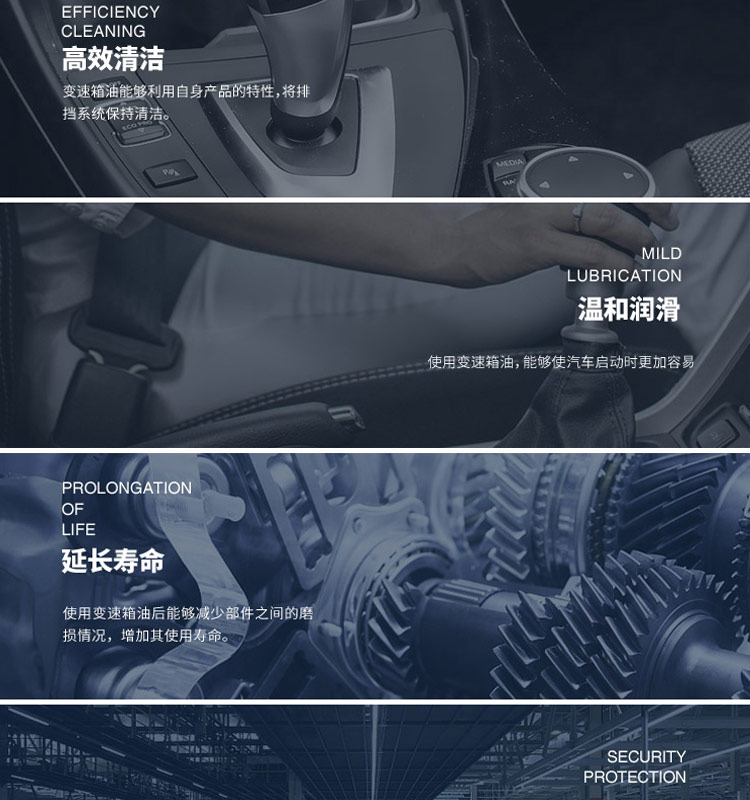 EFFICIENCY
CLEANING
高效清洁
变速箱油能够利用自身产品的特性,将排
挡系统保持清洁。
ECO PRO
MEDIA
MILD
LUBRICATION
温和润滑
使用变速箱油,能够使汽车启动时更加容易
PROLONGATION
OF
LIFE
延长寿命
使用变速箱油后能够减少部件之间的磨
损情况，增加其使用寿命。
SECURITY
PROTECTION